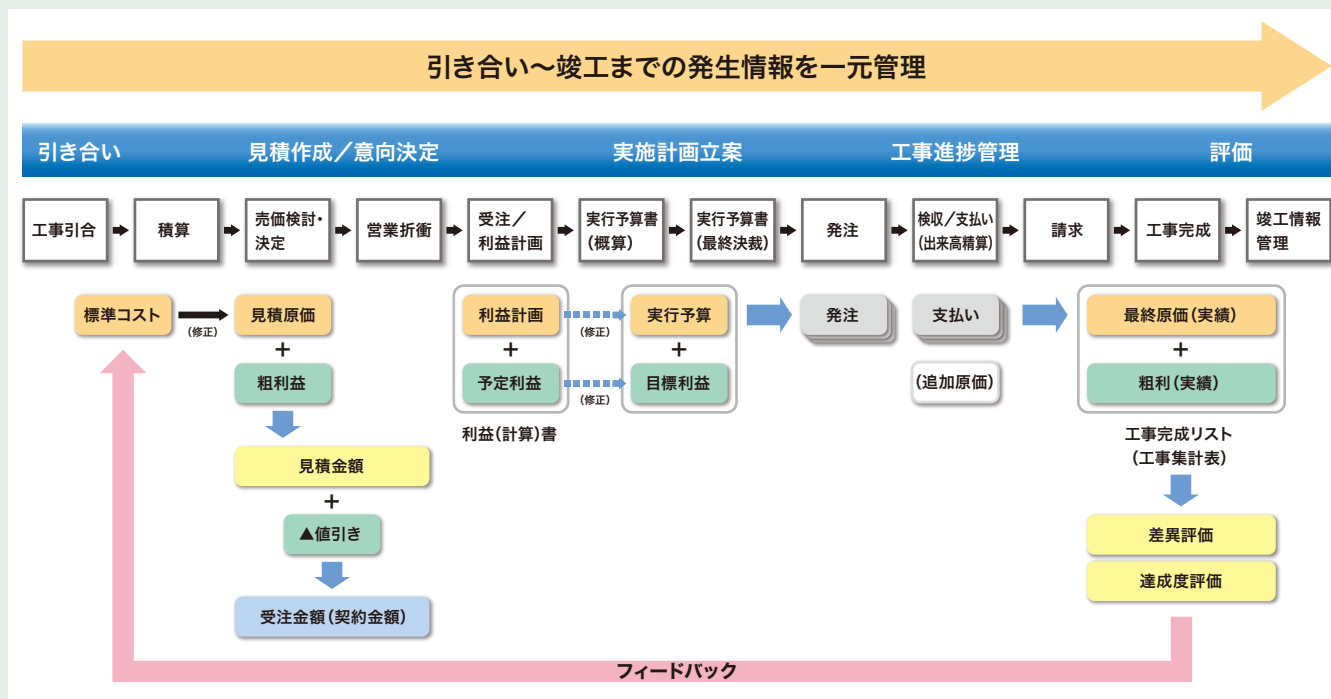 引き合い～竣工までの発生情報を一元管理
引き合い
見積作成／意向決定
実施計画立案
工事進捗管理
評価
工事引合
積算
売価検討・
決定
営業折衝
受注／
利益計画
実行予算書
(概算)
実行予算書
(最終決裁)
発注
検収／支払い
(出来高精算)
請求
工事完成
竣工情報
管理
標準コスト
(修正)
見積原価
+
粗利益
見積金額
+
▲値引き
受注金額(契約金額)
利益計画
+
予定利益
利益(計算)書
(修正)
(修正)
実行予算
+
目標利益
発注
支払い
(追加原価)
最終原価(実績)
+
粗利(実績)
工事完成リスト
(工事集計表)
差異評価
達成度評価
フィードバック